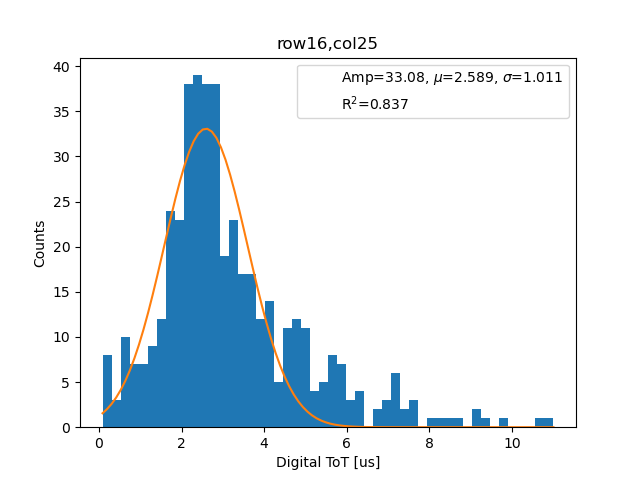 row16,col25
Amp=33.08, μ=2.589, σ=1.011
R²=0.837
Counts
40
35
30
25
20
15
10
5
0
0 2 4 6 8 10
Digital ToT [us]